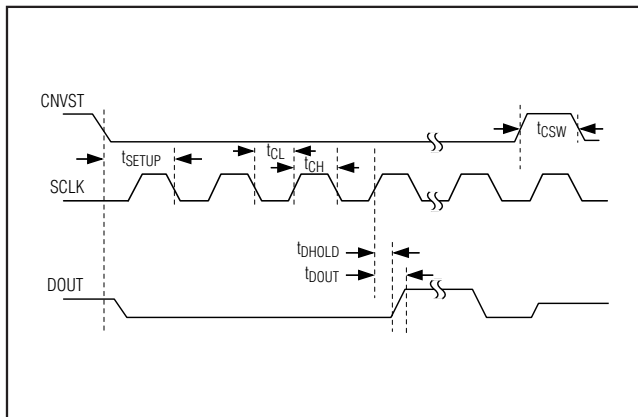 CNVST
tCSW
tSETUP
tCL
tCH
SCLK
tDHOLD
tDOUT
DOUT